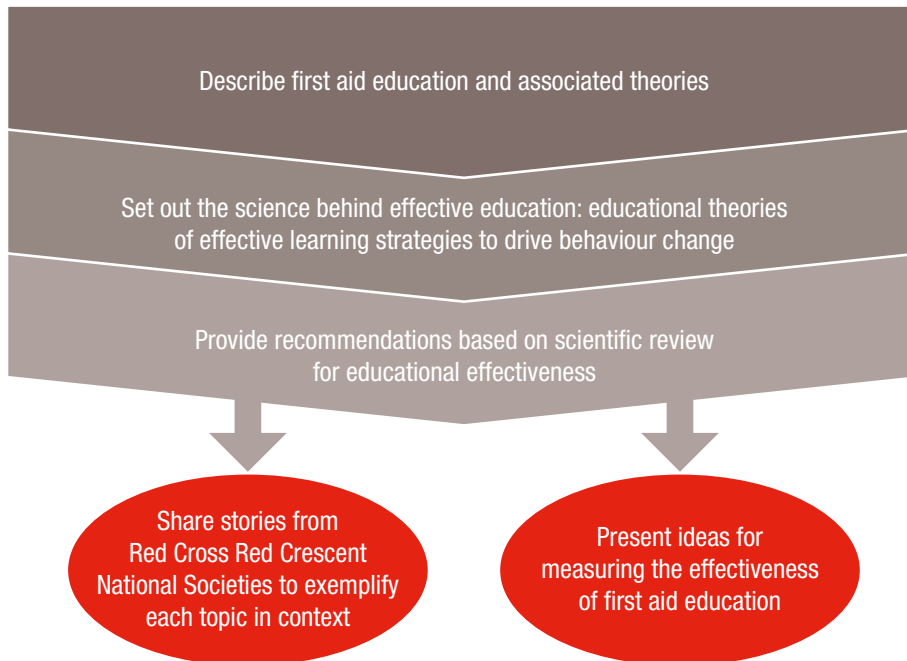 Describe first aid education and associated theories
Set out the science behind effective education: educational theories
of effective learning strategies to drive behaviour change
Provide recommendations based on scientific review
for educational effectiveness
Share stories from
Red Cross Red Crescent
National Societies to exemplify
each topic in context
Present ideas for
measuring the effectiveness
of first aid education